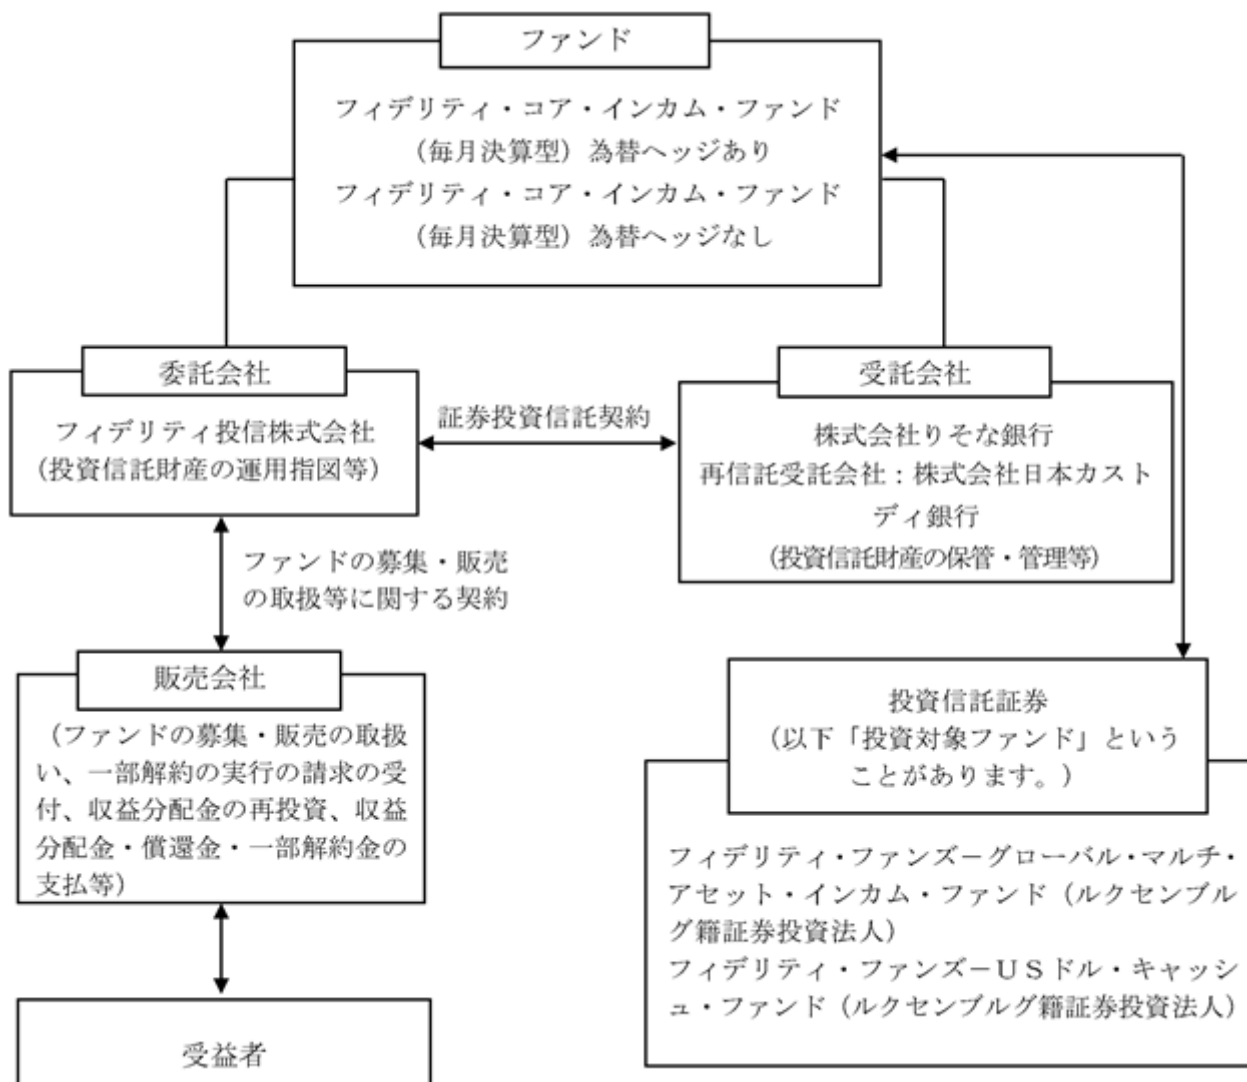 ファンド
フィデリティ・コア・インカム・ファンド
（毎月決算型）為替ヘッジあり
フィデリティ・コア・インカム・ファンド
（毎月決算型）為替ヘッジなし
委託会社
フィデリティ投信株式会社
（投資信託財産の運用指図等）
証券投資信託契約
受託会社
株式会社りそな銀行
再信託受託会社：株式会社日本カスト
ディ銀行
（投資信託財産の保管・管理等）
ファンドの募集・販売
の取扱等に関する契約
販売会社
（ファンドの募集・販売の取扱
い、一部解約の実行の請求の受
付、収益分配金の再投資、収益
分配金・償還金・一部解約金の
支払等）
投資信託証券
（以下「投資対象ファンド」という
ことがあります。）
フィデリティ・ファンズ－グローバル・マルチ・
アセット・インカム・ファンド（ルクセンブル
グ籍証券投資法人）
フィデリティ・ファンズ－ＵＳドル・キャッシ
ュ・ファンド（ルクセンブルグ籍証券投資法人）
受益者